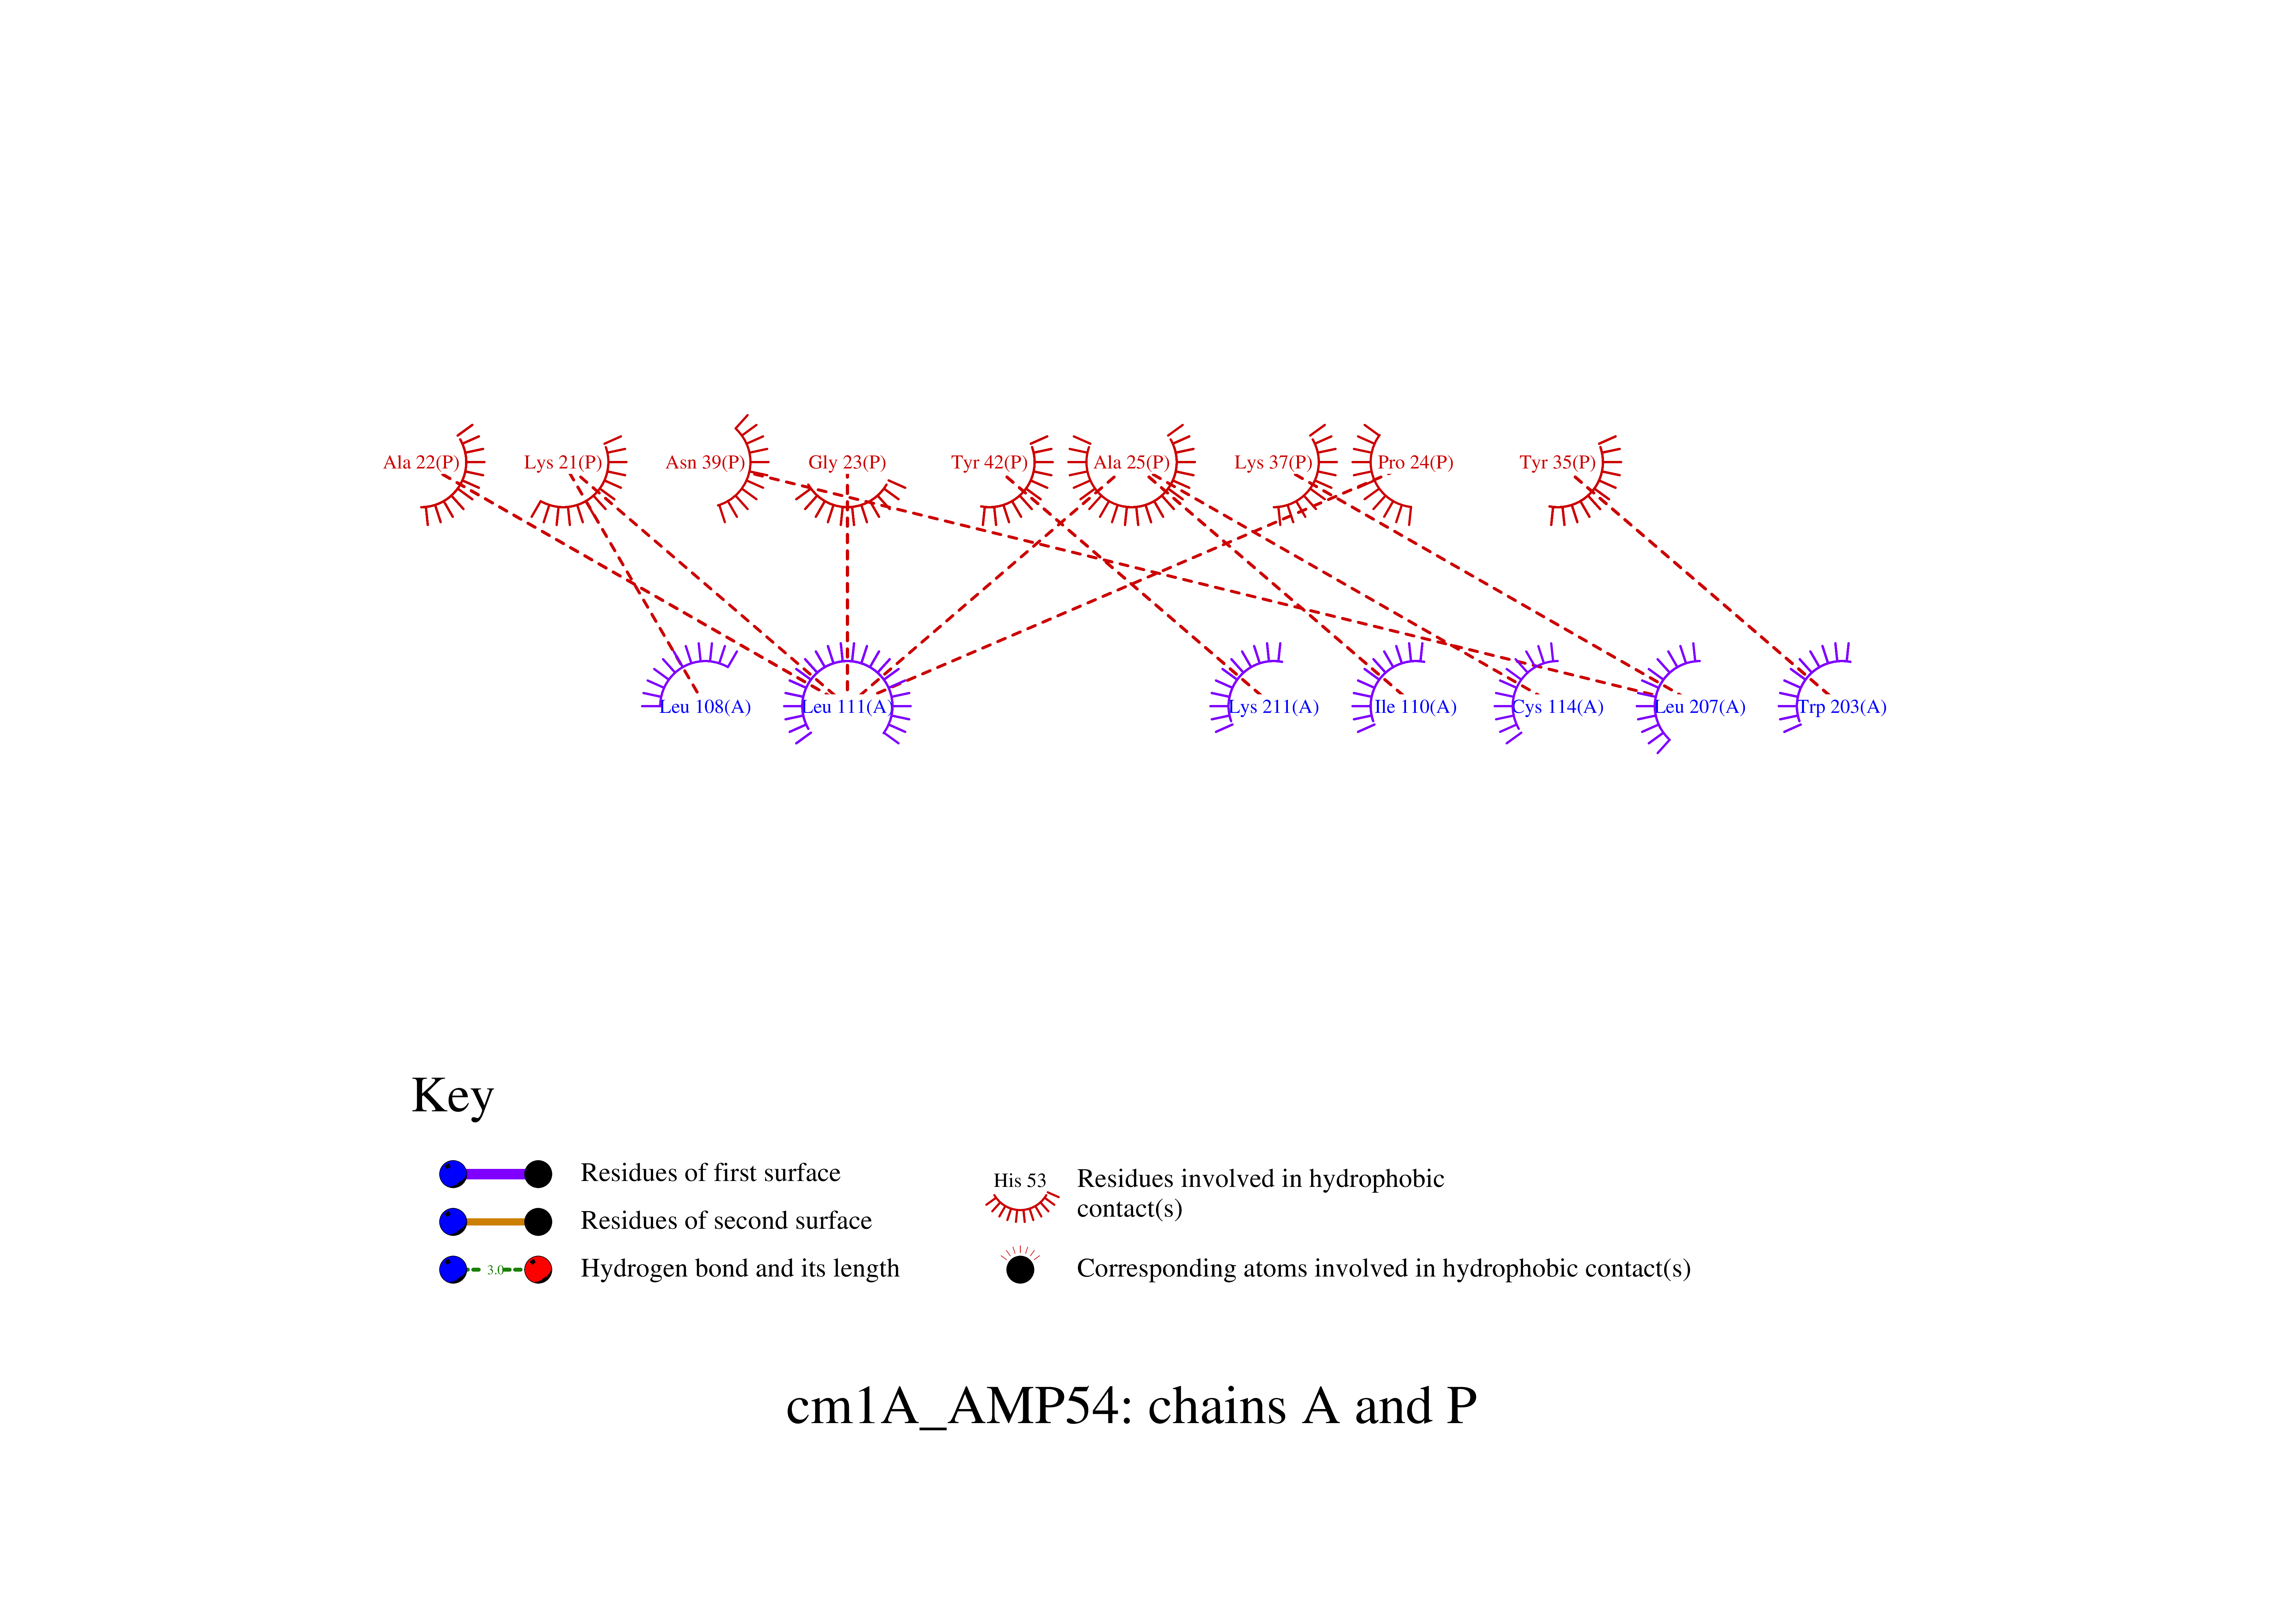 Ala 22(P) Lys 21(P) Asn 39(P) Gly 23(P) Tyr 42(P) Ala 25(P) Lys 37(P) Pro 24(P) Tyr 35(P)
Leu 108(A) Leu 111(A) Lys 211(A) Ile 110(A) Cys 114(A) Leu 207(A) Trp 203(A)
Key
Residues of first surface
Residues of second surface
3.0 Hydrogen bond and its length
His 53 Residues involved in hydrophobic
contact(s)
Corresponding atoms involved in hydrophobic contact(s)
cm1A_AMP54: chains A and P